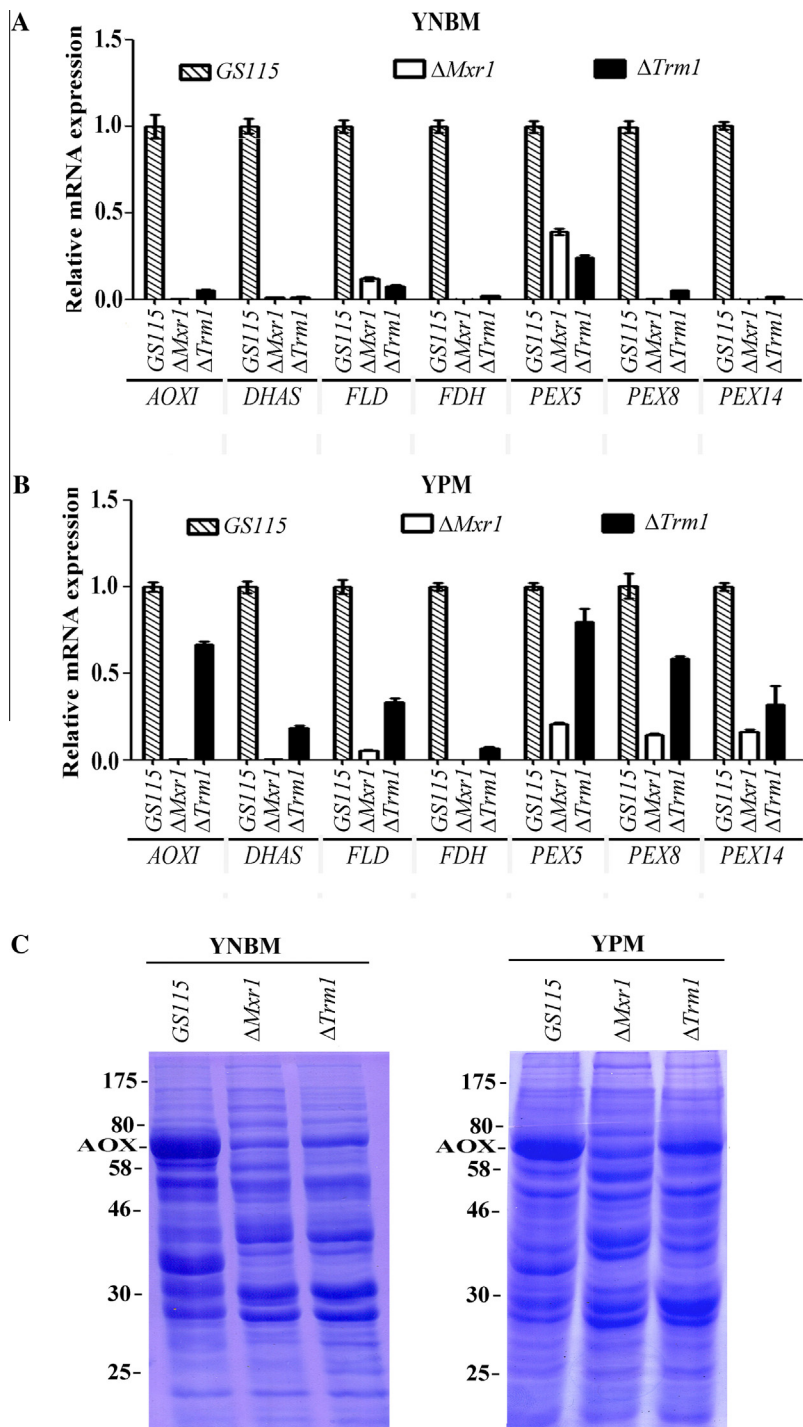 A
YNBM
Relative mRNA expression
1.5
1.0
0.5
0.0
GS115 ΔMxr1 ΔTrm1
GS115 ΔMxr1 ΔTrm1 GS115 ΔMxr1 ΔTrm1 GS115 ΔMxr1 ΔTrm1 GS115 ΔMxr1 ΔTrm1 GS115 ΔMxr1 ΔTrm1 GS115 ΔMxr1 ΔTrm1 GS115 ΔMxr1 ΔTrm1
AOXI DHAS FLD FDH PEX5 PEX8 PEX14
B
YPM
Relative mRNA expression
1.5
1.0
0.5
0.0
GS115 ΔMxr1 ΔTrm1
GS115 ΔMxr1 ΔTrm1 GS115 ΔMxr1 ΔTrm1 GS115 ΔMxr1 ΔTrm1 GS115 ΔMxr1 ΔTrm1 GS115 ΔMxr1 ΔTrm1 GS115 ΔMxr1 ΔTrm1 GS115 ΔMxr1 ΔTrm1
AOXI DHAS FLD FDH PEX5 PEX8 PEX14
C
YNBM
GS115 ΔMxr1 ΔTrm1
175-
80-
AOX-
58-
46-
30-
25-
YPM
GS115 ΔMxr1 ΔTrm1
175-
80-
AOX-
58-
46-
30-
25-